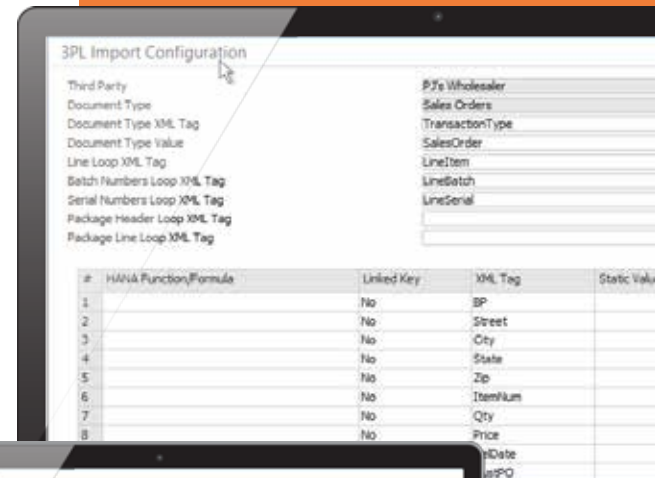 3PL Import Configuration
Third Party PJ's Wholesaler
Document Type Sales Orders
Document Type XML Tag TransactionType
Document Type Value SalesOrder
Line Loop XML Tag LineItem
Batch Numbers Loop XML Tag LineBatch
Serial Numbers Loop XML Tag LineSerial
Package Header Loop XML Tag
Package Line Loop XML Tag
# HANA Function/Formula Linked Key XML Tag Static Valu
1 No BP
2 No Street
3 No City
4 No State
5 No Zip
6 No ItemNum
7 No Qty
8 No Price
elDate
ustPO